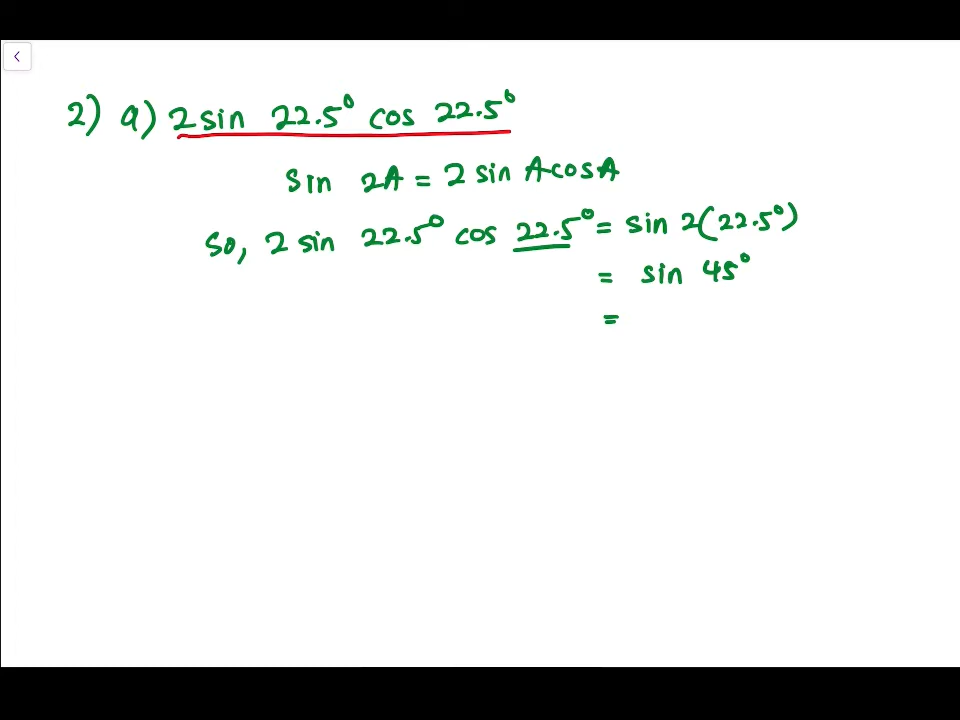 2) a) 2 sin 22.5° cos 22.5°
sin 2A = 2 sin A cos A
So, 2 sin 22.5° cos 22.5° = sin 2(22.5°)
= sin 45°
=